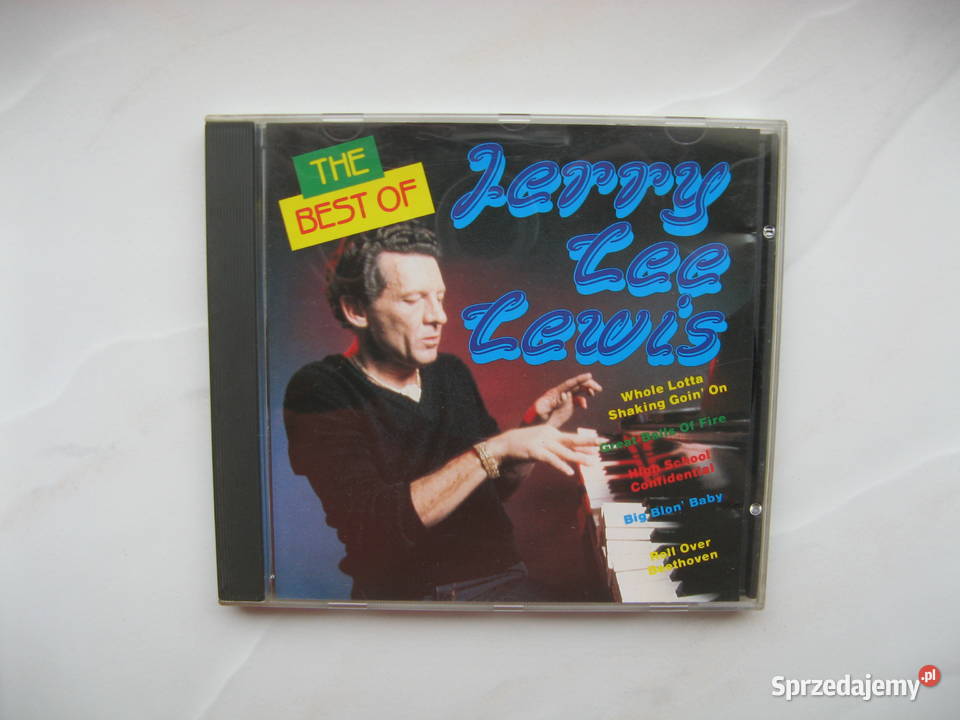 THE
BEST OF
Jerry
Lee
Lewis
Whole Lotta
Shaking Goin' On
Great Balls Of Fire
High School
Confidential
Big Blon' Baby
Roll Over
Beethoven
Sprzedajemy.pl